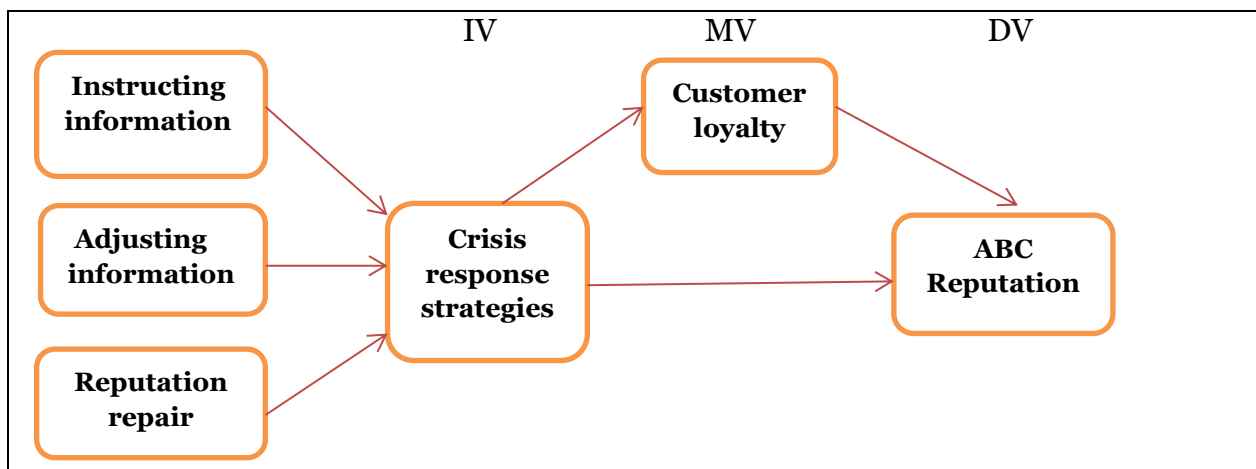 IV MV DV
Instructing
information
Customer
loyalty
Adjusting
information
Crisis
response
strategies
ABC
Reputation
Reputation
repair